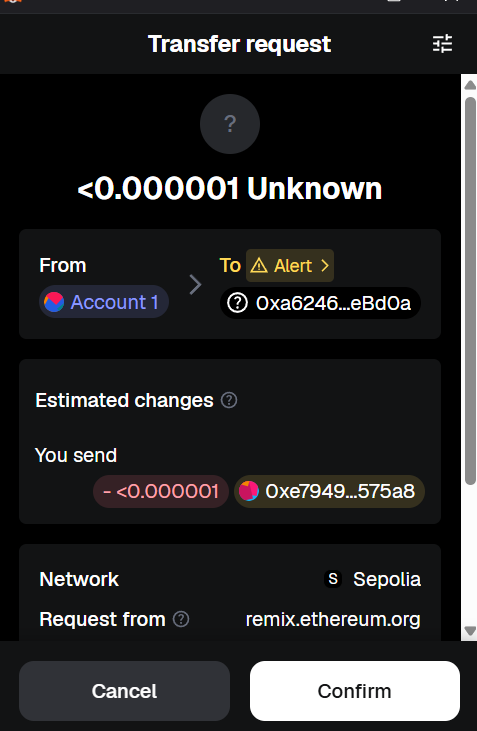 Transfer request
?
<0.000001 Unknown
From
To Alert >
Account 1
0xa6246...eBd0a
Estimated changes
You send
- <0.000001 0xe7949...575a8
Network S Sepolia
Request from remix.ethereum.org
Cancel Confirm